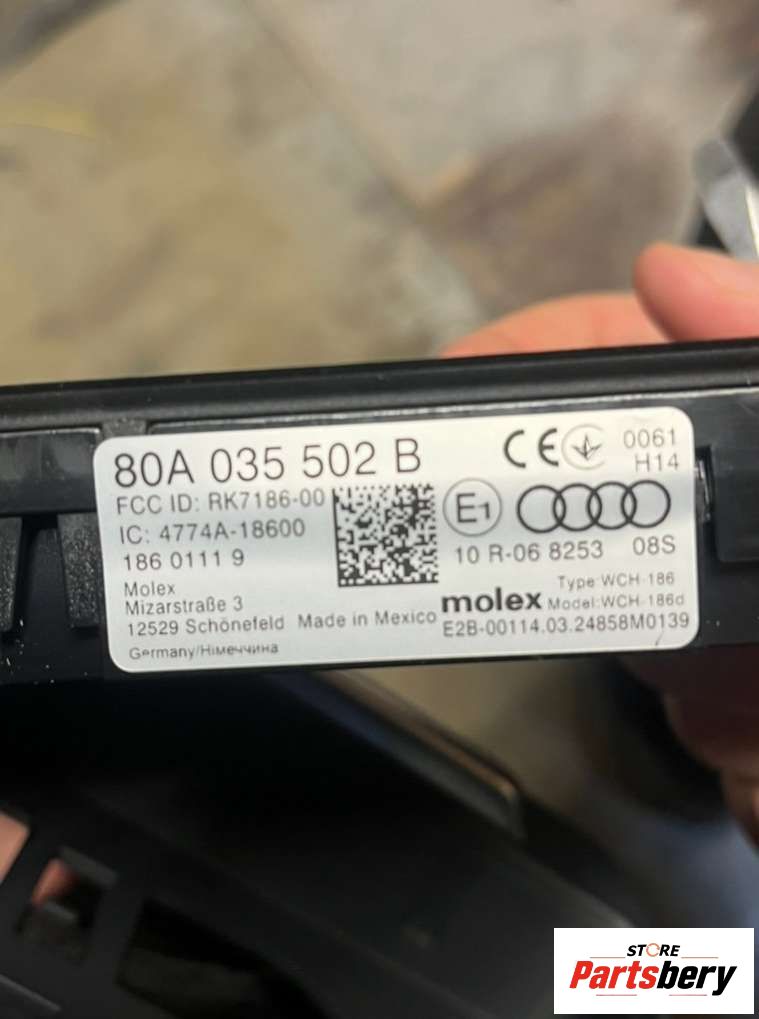 80A 035 502 B
FCC ID: RK7186-00
IC: 4774A-18600
186 0111 9
Molex
Mizarstraße 3
12529 Schönefeld Made in Mexico
Germany/Німеччина
CE 0061
H14
E1
10 R-06 8253 08S
Type:WCH-186
molex Model:WCH-186d
E2B-00114.03.24858M0139
STORE
Partsbery